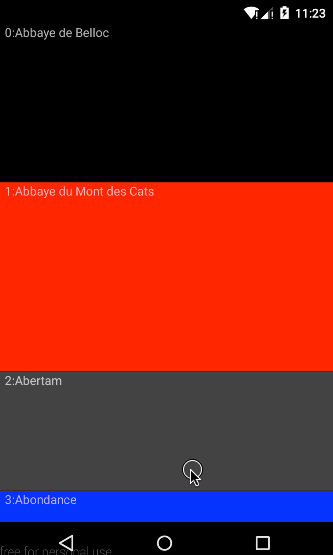 11:23
0:Abbaye de Belloc
1:Abbaye du Mont des Cats
2:Abertam
3:Abondance
free for personal use